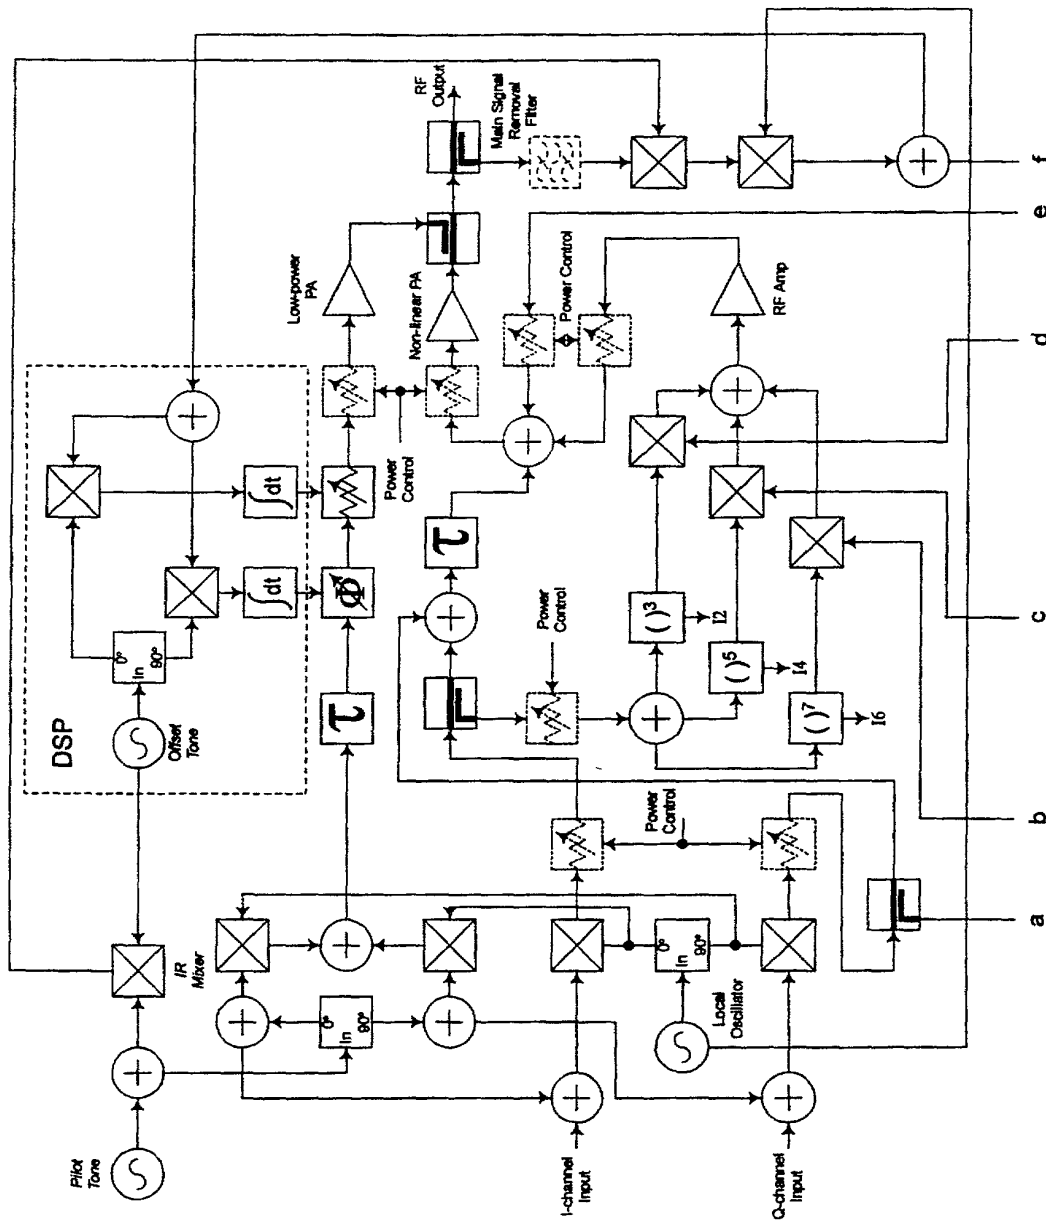 DSP
Offset
Tone
In
0°
90°
∫dt
∫dt
Pilot
Tone
IR
Mixer
In
0°
90°
τ
Φ
Low-power
PA
Power
Control
Non-linear PA
RF
Output
Main Signal
Removal
Filter
τ
Power Control
Power
Control
( )³
I2
( )⁵
I4
( )⁷
I6
RF Amp
Power
Control
I-channel
Input
Q-channel
Input
Local
Oscillator
In
0°
90°
a
b
c
d
e
f